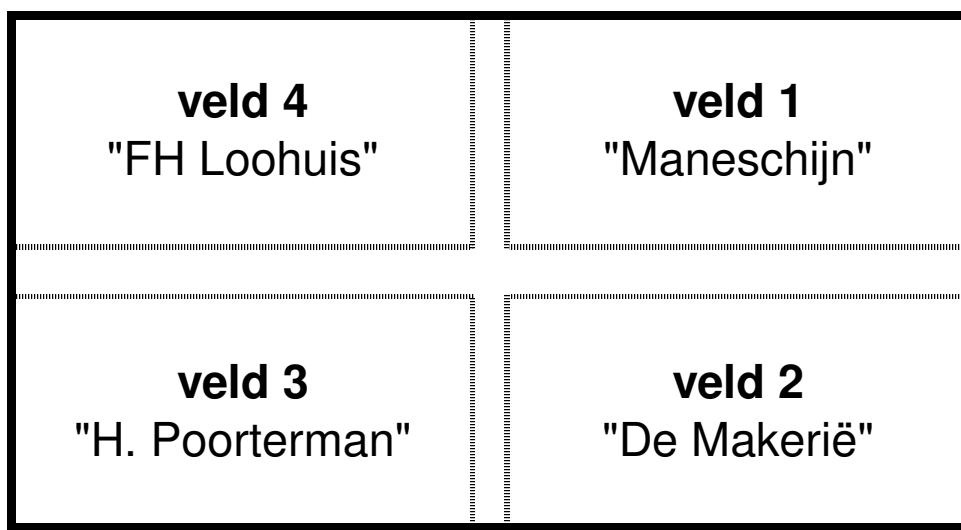 veld 4
"FH Loohuis"
veld 1
"Maneschijn"
veld 3
"H. Poorterman"
veld 2
"De Makerië"